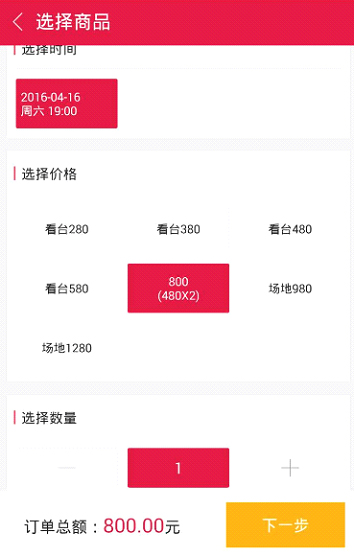 选择商品
选择时间
2016-04-16
周六 19:00
选择价格
看台280
看台380
看台480
看台580
800
(480X2)
场地980
场地1280
选择数量
1
订单总额：800.00元
下一步